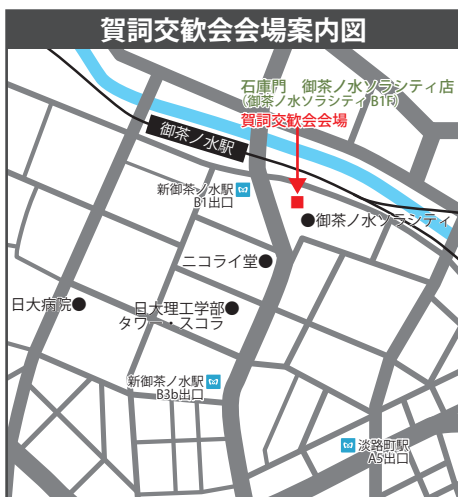 賀詞交歓会会場案内図
石庫門 御茶ノ水ソラシティ店
(御茶ノ水ソラシティ B1F)
賀詞交歓会会場
御茶ノ水駅
新御茶ノ水駅
B1出口
●御茶ノ水ソラシティ
ニコライ堂●
日大病院●
日大理工学部●
タワー・スコラ
新御茶ノ水駅
B3b出口
淡路町駅
A5出口